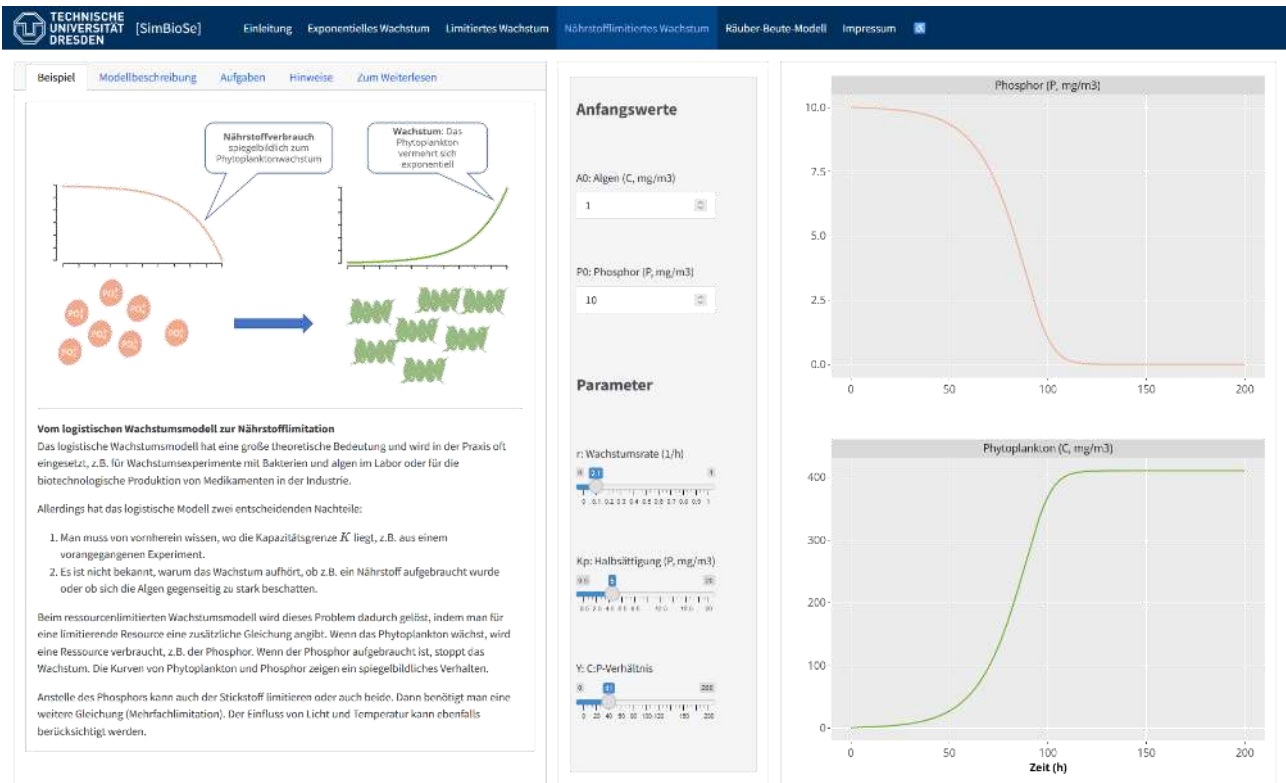 TECHNISCHE
UNIVERSITÄT
DRESDEN
[SimBioSe]
Einleitung Exponentielles Wachstum Limitiertes Wachstum Nährstofflimitiertes Wachstum Räuber-Beute-Modell Impressum
Beispiel Modellbeschreibung Aufgaben Hinweise Zum Weiterlesen
Nährstoffverbrauch
spiegelbildlich zum
Phytoplanktonwachstum
Wachstum: Das
Phytoplankton
vermehrt sich
exponentiell
Vom logistischen Wachstumsmodell zur Nährstofflimitation
Das logistische Wachstumsmodell hat eine große theoretische Bedeutung und wird in der Praxis oft
eingesetzt, z.B. für Wachstumsexperimente mit Bakterien und algen im Labor oder für die
biotechnologische Produktion von Medikamenten in der Industrie.
Allerdings hat das logistische Modell zwei entscheidenden Nachteile:
1. Man muss von vornherein wissen, wo die Kapazitätsgrenze K liegt, z.B. aus einem
vorangegangenen Experiment.
2. Es ist nicht bekannt, warum das Wachstum aufhört, ob z.B. ein Nährstoff aufgebraucht wurde
oder ob sich die Algen gegenseitig zu stark beschatten.
Beim ressourcenlimitierten Wachstumsmodell wird dieses Problem dadurch gelöst, indem man für
eine limitierende Resource eine zusätzliche Gleichung angibt. Wenn das Phytoplankton wächst, wird
eine Ressource verbraucht, z.B. der Phosphor. Wenn der Phosphor aufgebraucht ist, stoppt das
Wachstum. Die Kurven von Phytoplankton und Phosphor zeigen ein spiegelbildliches Verhalten.
Anstelle des Phosphors kann auch der Stickstoff limitieren oder auch beide. Dann benötigt man eine
weitere Gleichung (Mehrfachlimitation). Der Einfluss von Licht und Temperatur kann ebenfalls
berücksichtigt werden.
Anfangswerte
A0: Algen (C, mg/m3)
1
P0: Phosphor (P, mg/m3)
10
Parameter
r: Wachstumsrate (1/h)
Kp: Halbsättigung (P, mg/m3)
Y: C:P-Verhältnis
0 41 200
Phosphor (P, mg/m3)
10.0
7.5
5.0
2.5
0.0
0 50 100 150 200
Phytoplankton (C, mg/m3)
400
300
200
100
0
0 50 100 150 200
Zeit (h)